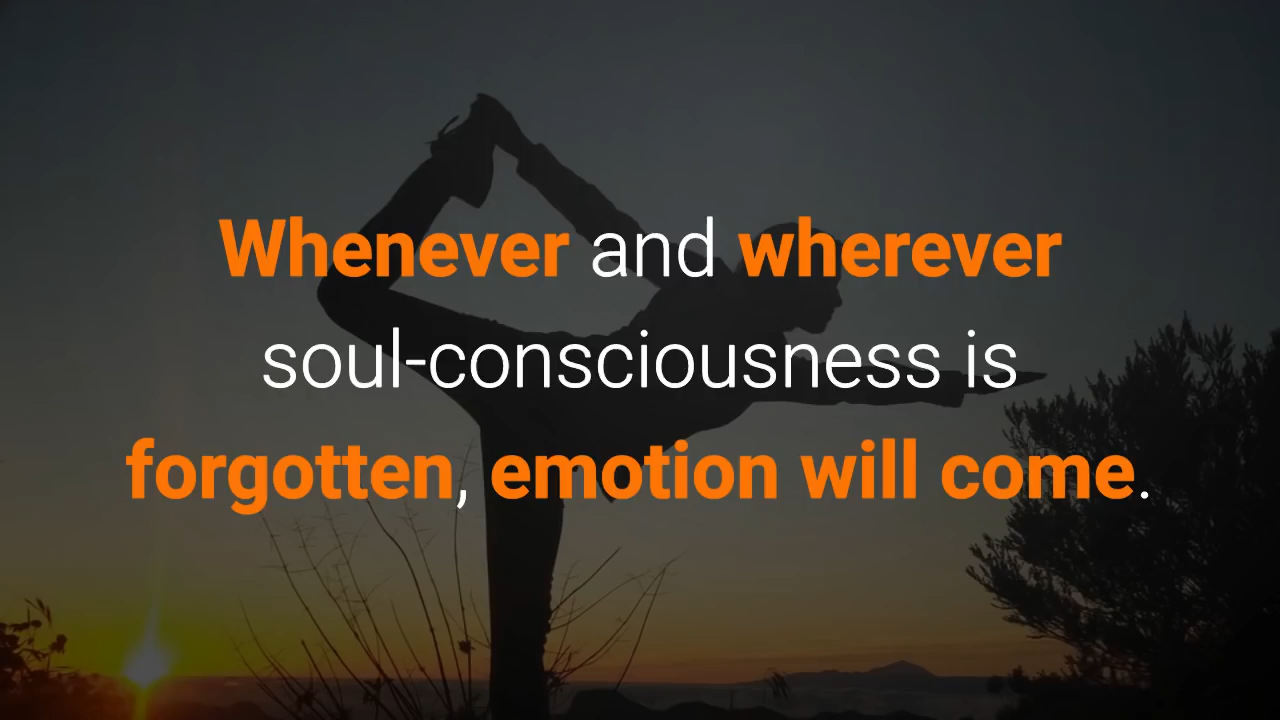 Whenever and wherever
soul-consciousness is
forgotten, emotion will come.